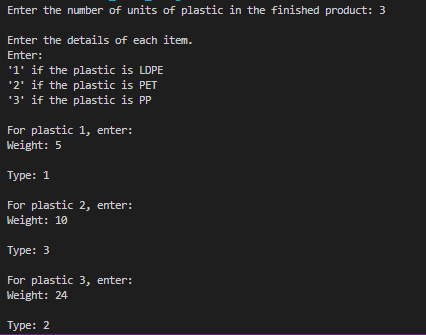 Enter the number of units of plastic in the finished product: 3
Enter the details of each item.
Enter:
'1' if the plastic is LDPE
'2' if the plastic is PET
'3' if the plastic is PP
For plastic 1, enter:
Weight: 5
Type: 1
For plastic 2, enter:
Weight: 10
Type: 3
For plastic 3, enter:
Weight: 24
Type: 2